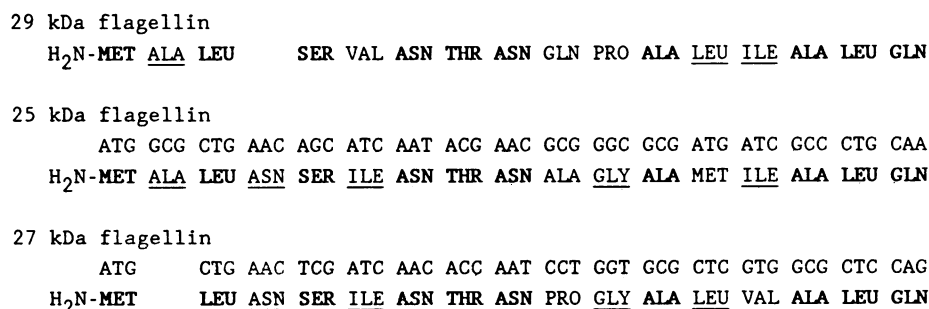 29 kDa flagellin
H2N-MET ALA LEU SER VAL ASN THR ASN GLN PRO ALA LEU ILE ALA LEU GLN
25 kDa flagellin
ATG GCG CTG AAC AGC ATC AAT ACG AAC GCG GGC GCG ATG ATC GCC CTG CAA
H2N-MET ALA LEU ASN SER ILE ASN THR ASN ALA GLY ALA MET ILE ALA LEU GLN
27 kDa flagellin
ATG CTG AAC TCG ATC AAC ACC AAT CCT GGT GCG CTC GTG GCG CTC CAG
H2N-MET LEU ASN SER ILE ASN THR ASN PRO GLY ALA LEU VAL ALA LEU GLN